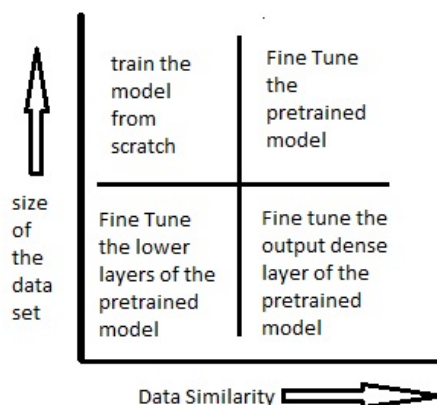 train the
model
from
scratch
Fine Tune
the
pretrained
model
size
of
the
data
set
Fine Tune
the lower
layers of the
pretrained
model
Fine tune the
output dense
layer of the
pretrained
model
Data Similarity